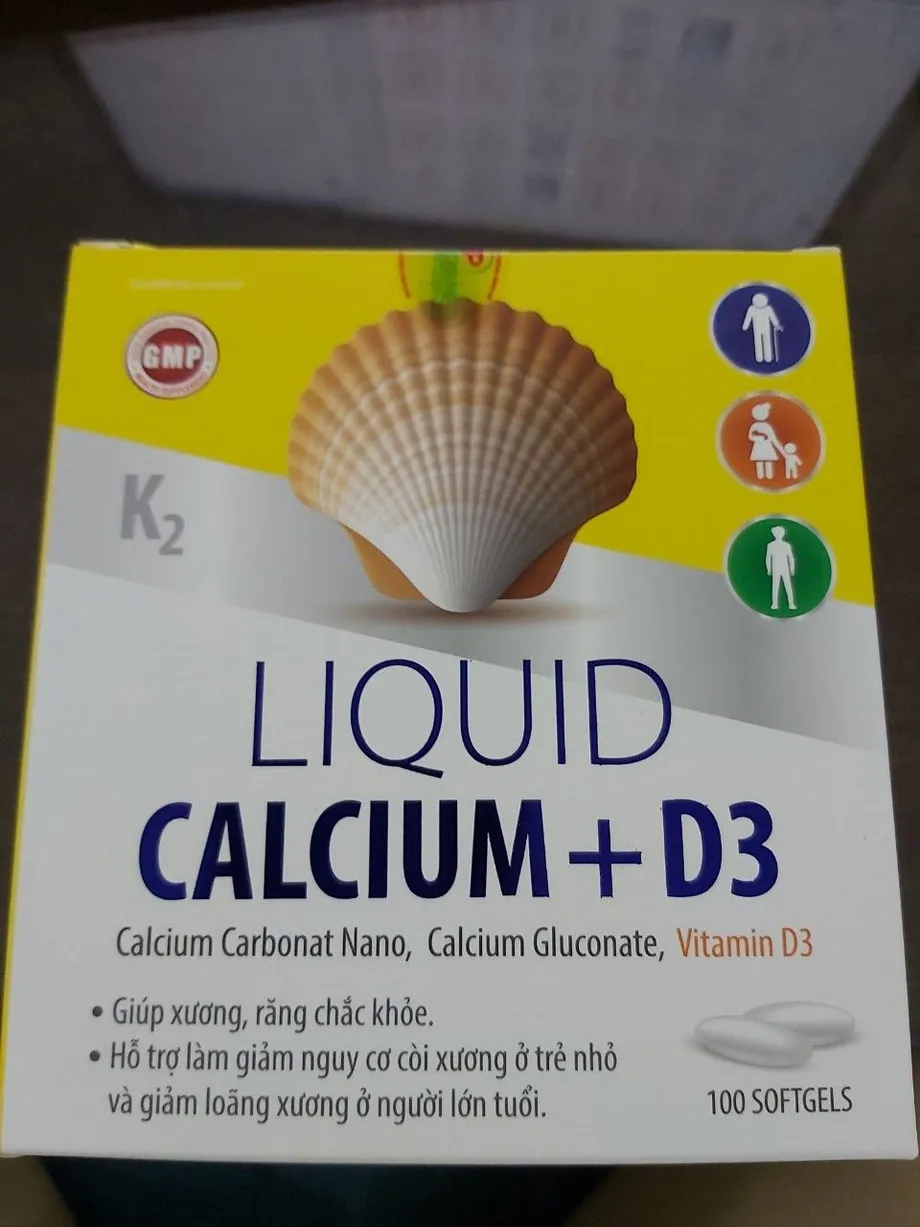 GMP
K2
LIQUID
CALCIUM + D3
Calcium Carbonat Nano, Calcium Gluconate, Vitamin D3
• Giúp xương, răng chắc khỏe.
• Hỗ trợ làm giảm nguy cơ còi xương ở trẻ nhỏ
và giảm loãng xương ở người lớn tuổi.
100 SOFTGELS